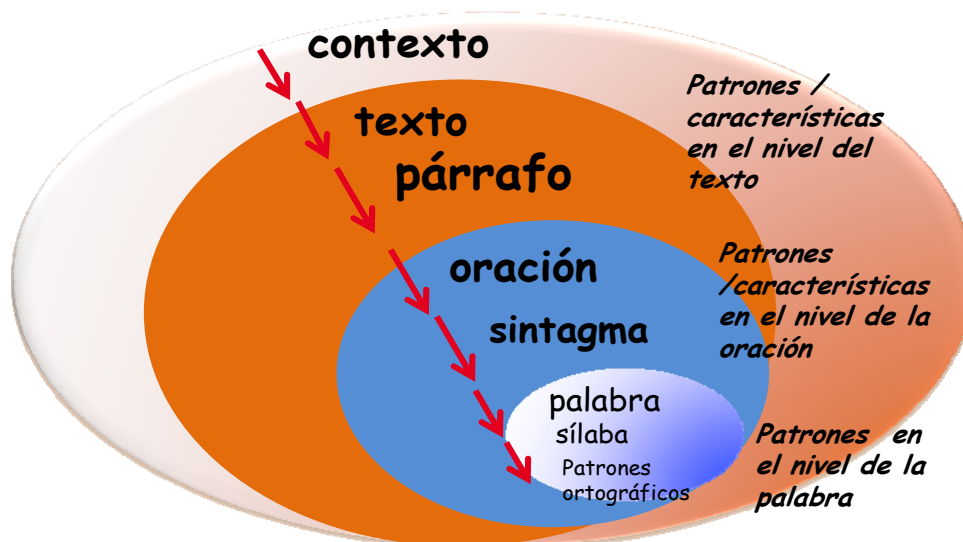 contexto
texto
párrafo
oración
sintagma
palabra
sílaba
Patrones
ortográficos
Patrones /
características
en el nivel del
texto
Patrones
/características
en el nivel de la
oración
Patrones en
el nivel de la
palabra